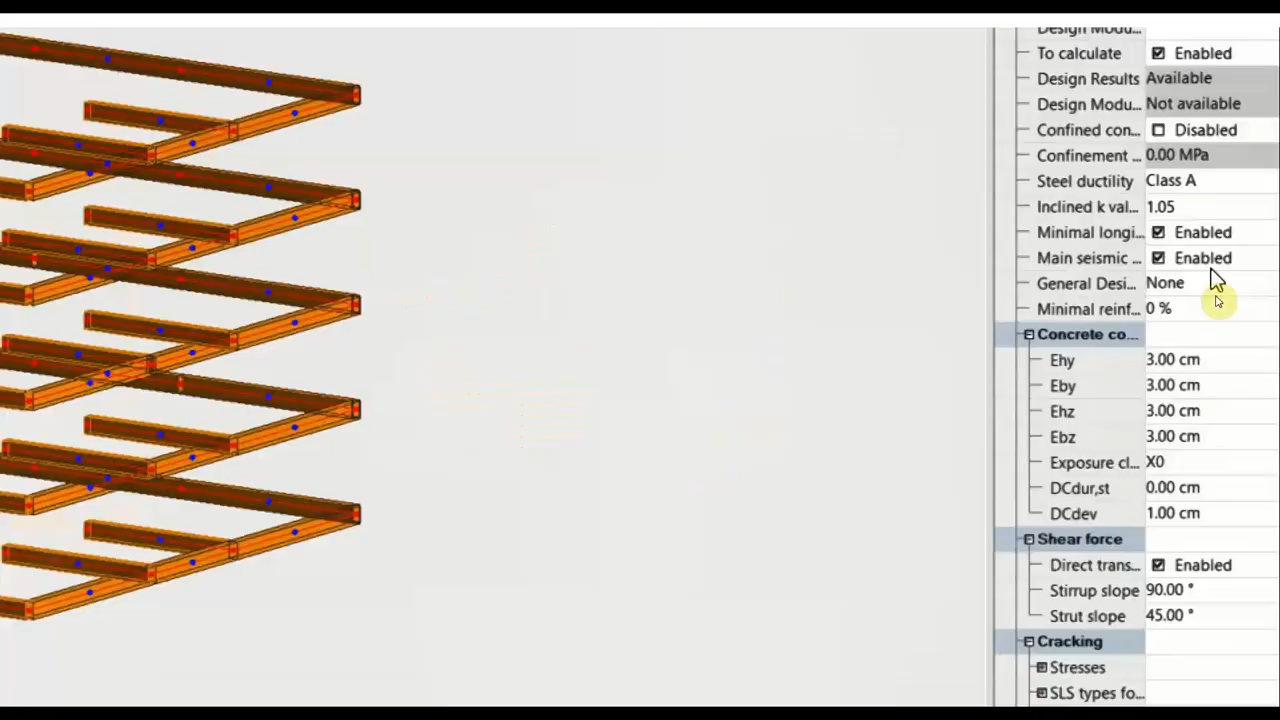 Design Modu...
To calculate Enabled
Design Results Available
Design Modu... Not available
Confined con... Disabled
Confinement ... 0.00 MPa
Steel ductility Class A
Inclined k val... 1.05
Minimal longi... Enabled
Main seismic ... Enabled
General Desi... None
Minimal reinf... 0 %
Concrete co...
Ehy 3.00 cm
Eby 3.00 cm
Ehz 3.00 cm
Ebz 3.00 cm
Exposure cl... X0
DCdur,st 0.00 cm
DCdev 1.00 cm
Shear force
Direct trans... Enabled
Stirrup slope 90.00 °
Strut slope 45.00 °
Cracking
Stresses
SLS types fo...